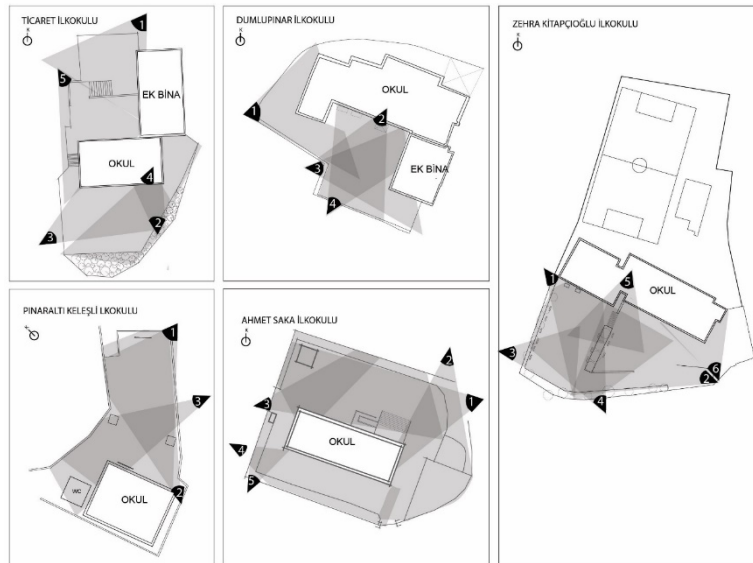 TİCARET İLKOKULU
K
1
5
EK BİNA
OKUL
4
3
2
DUMLUPINAR İLKOKULU
K
OKUL
1
2
3
EK BİNA
4
ZEHRA KİTAPÇIOĞLU İLKOKULU
K
1
5
OKUL
3
6
2
4
PINARALTI KELEŞLİ LKOKULU
K
1
3
WC
OKUL
2
AHMET SAKA İLKOKULU
K
2
1
3
OKUL
4
5